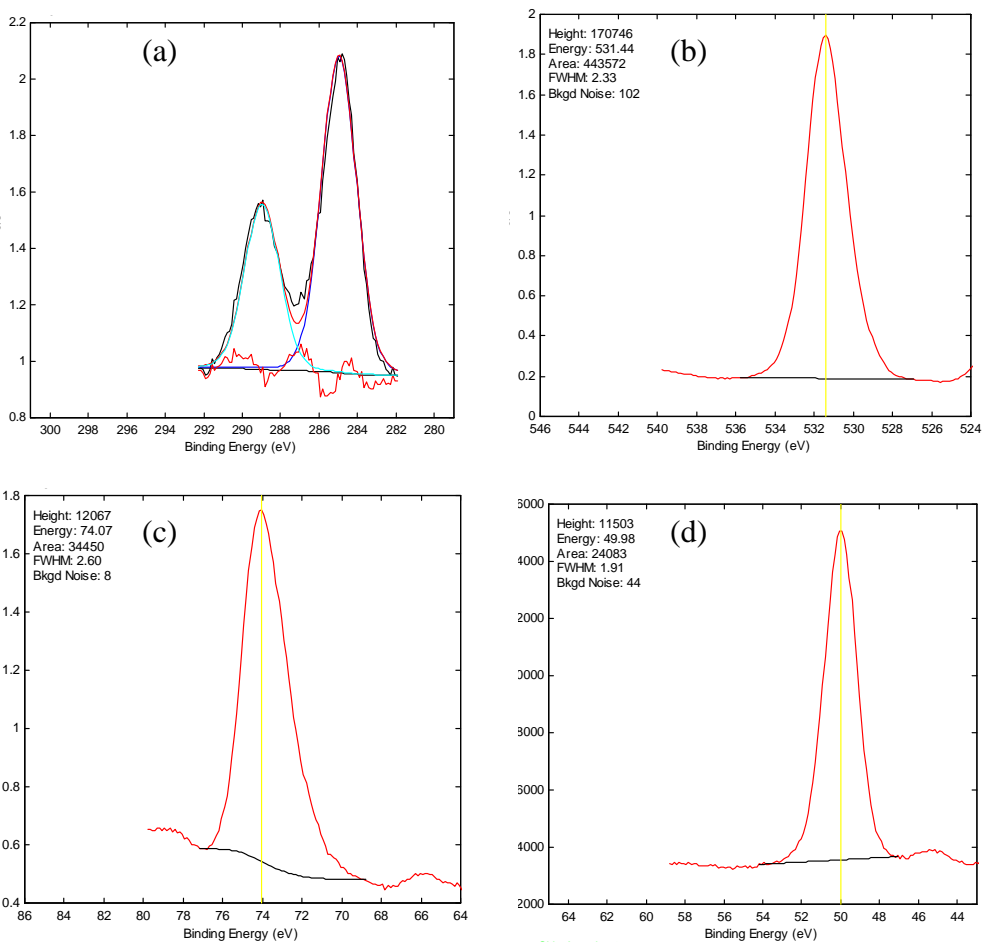 (a)
2.2
2
1.8
1.6
1.4
1.2
1
0.8
300 298 296 294 292 290 288 286 284 282 280
Binding Energy (eV)
(b)
Height: 170746
Energy: 531.44
Area: 443572
FWHM: 2.33
Bkgd Noise: 102
2
1.8
1.6
1.4
1.2
1
0.8
0.6
0.4
0.2
0
546 544 542 540 538 536 534 532 530 528 526 524
Binding Energy (eV)
(c)
Height: 12067
Energy: 74.07
Area: 34450
FWHM: 2.60
Bkgd Noise: 8
1.8
1.6
1.4
1.2
1
0.8
0.6
0.4
86 84 82 80 78 76 74 72 70 68 66 64
Binding Energy (eV)
(d)
Height: 11503
Energy: 49.98
Area: 24083
FWHM: 1.91
Bkgd Noise: 44
6000
2000
0000
8000
6000
4000
2000
64 62 60 58 56 54 52 50 48 46 44
Binding Energy (eV)